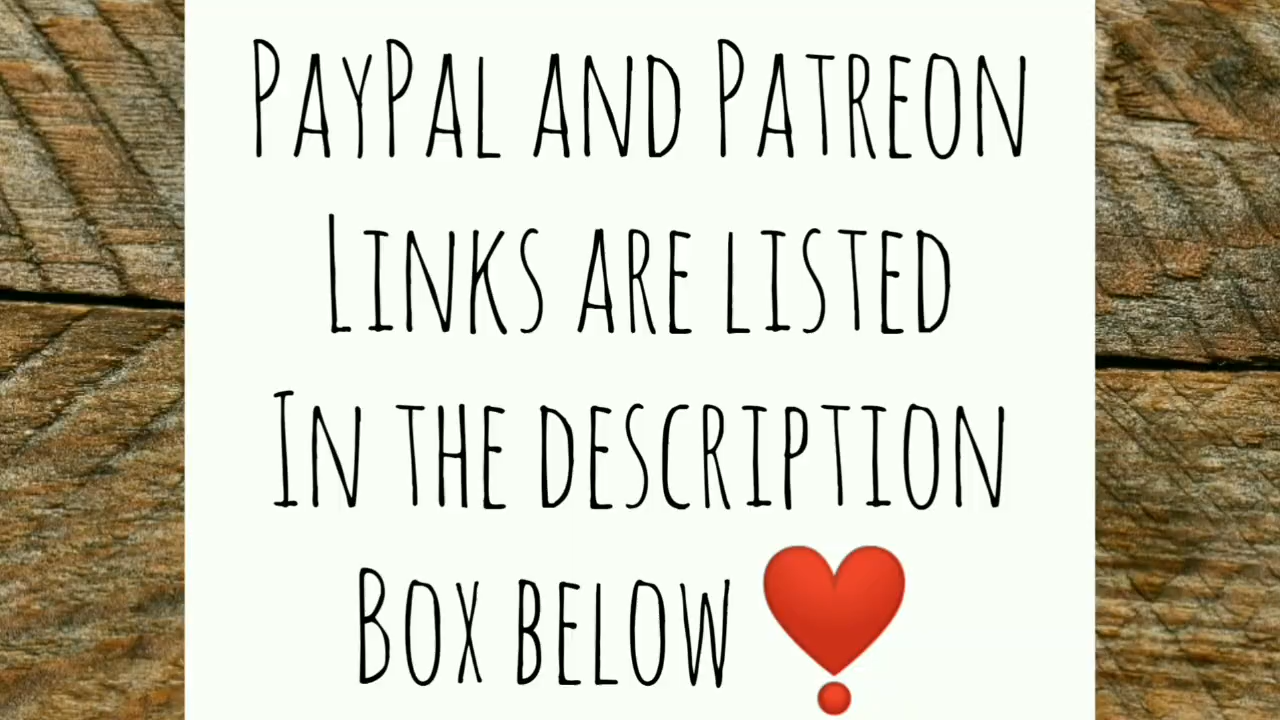 PayPal and Patreon
Links are listed
In the description
Box below ❣